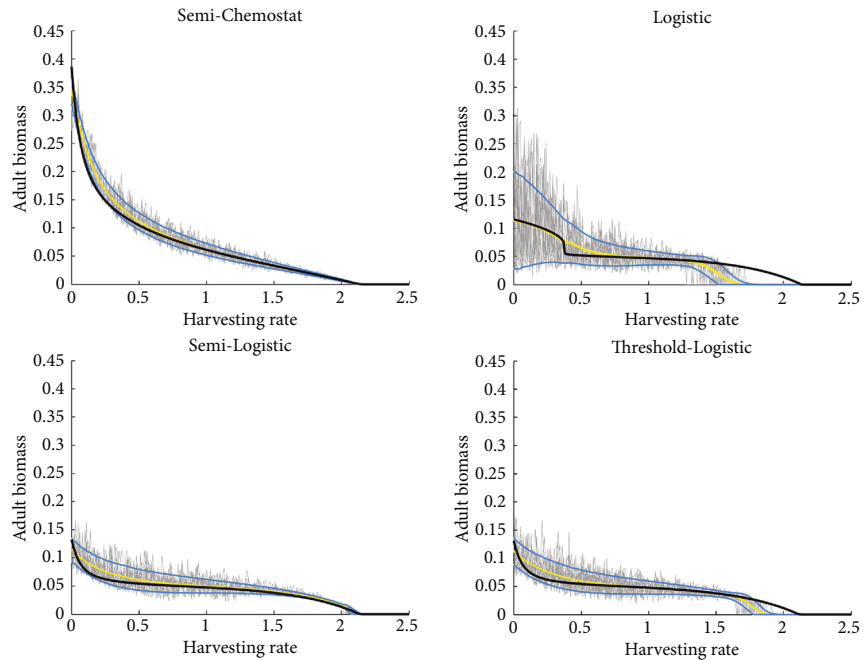 Semi-Chemostat
0.45
0.4
0.35
0.3
0.25
0.2
0.15
0.1
0.05
0
Adult biomass
0 0.5 1 1.5 2 2.5
Harvesting rate
Logistic
0.45
0.4
0.35
0.3
0.25
0.2
0.15
0.1
0.05
0
Adult biomass
0 0.5 1 1.5 2 2.5
Harvesting rate
Semi-Logistic
0.45
0.4
0.35
0.3
0.25
0.2
0.15
0.1
0.05
0
Adult biomass
0 0.5 1 1.5 2 2.5
Harvesting rate
Threshold-Logistic
0.45
0.4
0.35
0.3
0.25
0.2
0.15
0.1
0.05
0
Adult biomass
0 0.5 1 1.5 2 2.5
Harvesting rate